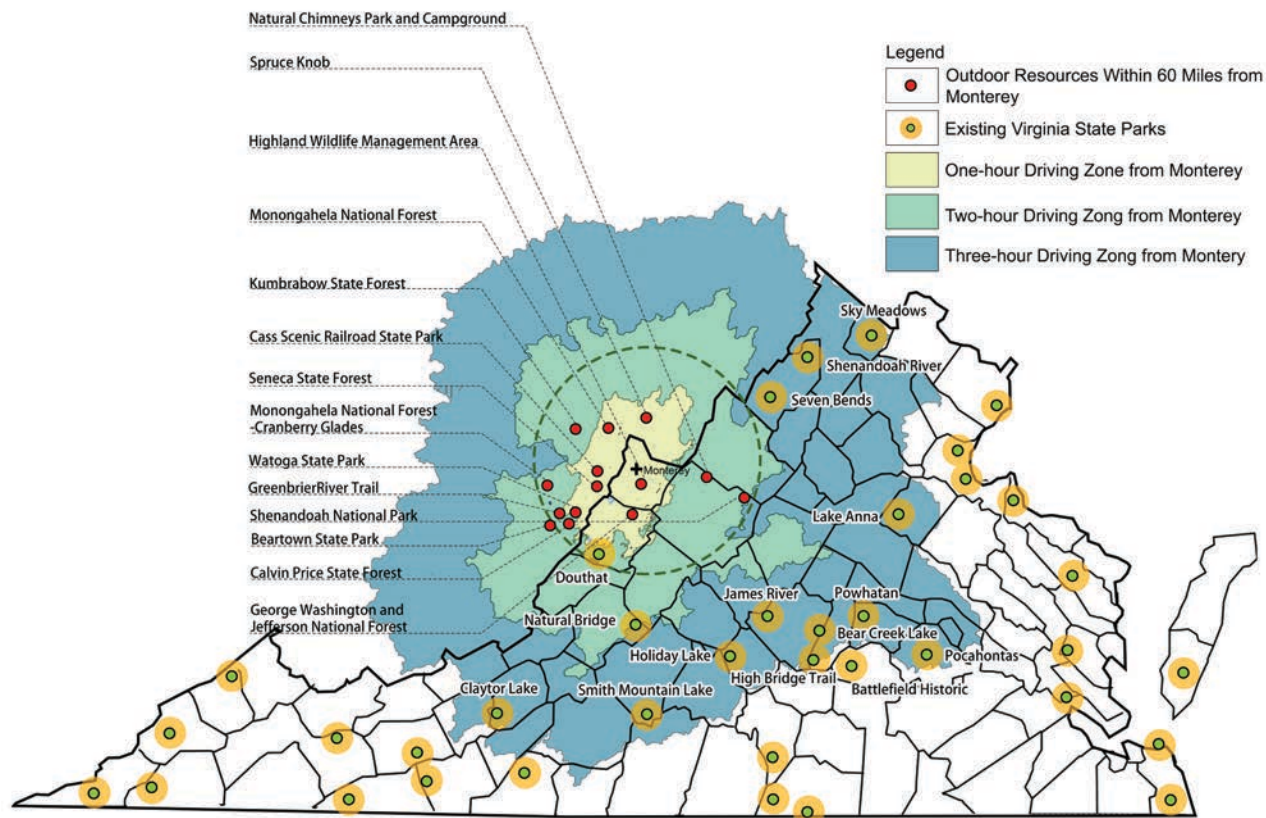 Natural Chimneys Park and Campground
Spruce Knob
Highland Wildlife Management Area
Monongahela National Forest
Kumbrabow State Forest
Cass Scenic Railroad State Park
Seneca State Forest
Monongahela National Forest
-Cranberry Glades
Watoga State Park
GreenbrierRiver Trail
Shenandoah National Park
Beartown State Park
Calvin Price State Forest
George Washington and
Jefferson National Forest
Legend
Outdoor Resources Within 60 Miles from
Monterey
Existing Virginia State Parks
One-hour Driving Zone from Monterey
Two-hour Driving Zong from Monterey
Three-hour Driving Zong from Montery
Sky Meadows
Shenandoah River
Seven Bends
Monterey
Lake Anna
Douthat
James River
Powhatan
Natural Bridge
Bear Creek Lake
Holiday Lake
Pocahontas
High Bridge Trail
Battlefield Historic
Claytor Lake
Smith Mountain Lake